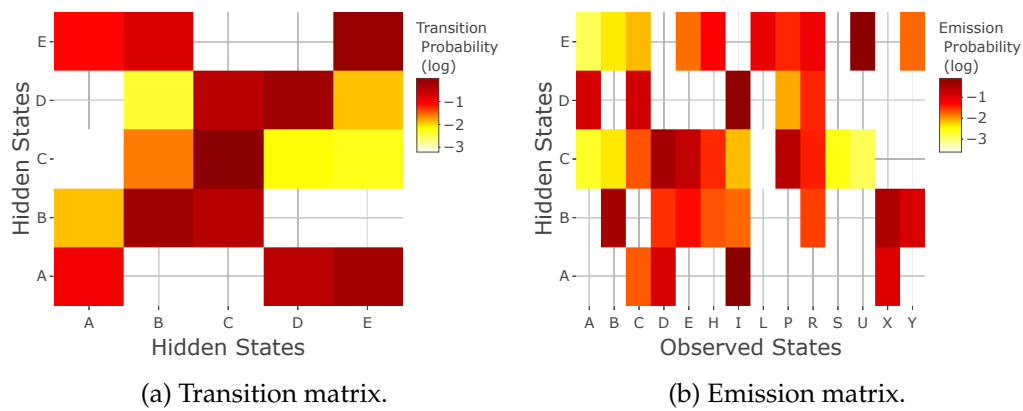 Hidden States
E
D
C
B
A
A B C D E
Hidden States
Transition
Probability
(log)
−1
−2
−3
(a) Transition matrix.
Hidden States
E
D
C
B
A
A B C D E H I L P R S U X Y
Observed States
Emission
Probability
(log)
−1
−2
−3
(b) Emission matrix.